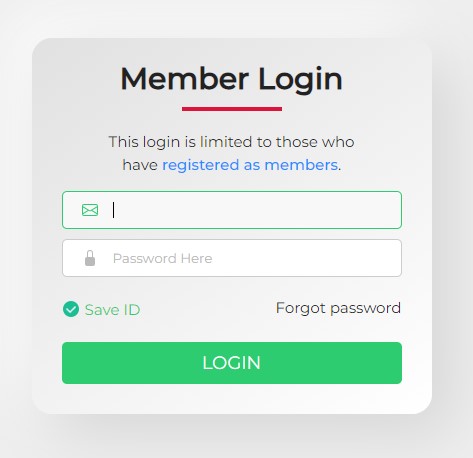 Member Login
This login is limited to those who
have registered as members.
Password Here
Save ID
Forgot password
LOGIN